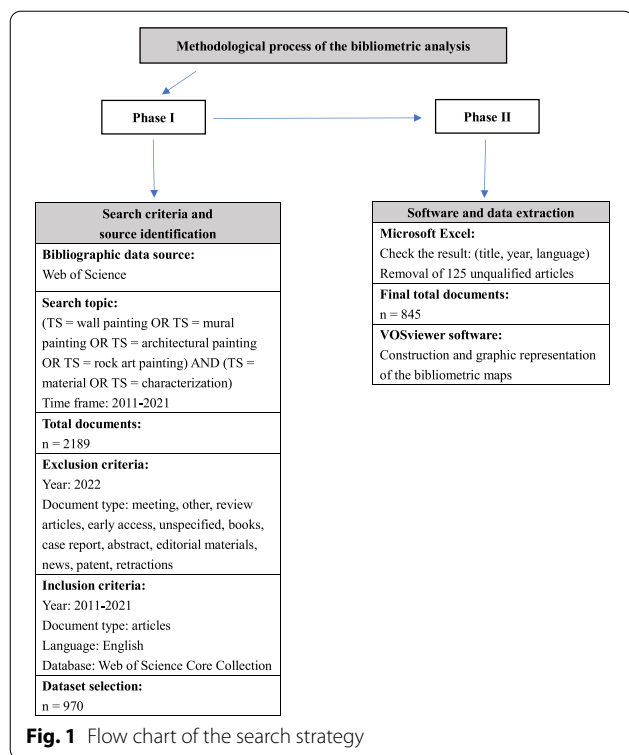 Methodological process of the bibliometric analysis
Phase I
Phase II
Search criteria and
source identification
Bibliographic data source:
Web of Science
Search topic:
(TS = wall painting OR TS = mural
painting OR TS = architectural painting
OR TS = rock art painting) AND (TS =
material OR TS = characterization)
Time frame: 2011-2021
Total documents:
n = 2189
Exclusion criteria:
Year: 2022
Document type: meeting, other, review
articles, early access, unspecified, books,
case report, abstract, editorial materials,
news, patent, retractions
Inclusion criteria:
Year: 2011-2021
Document type: articles
Language: English
Database: Web of Science Core Collection
Dataset selection:
n = 970
Software and data extraction
Microsoft Excel:
Check the result: (title, year, language)
Removal of 125 unqualified articles
Final total documents:
n = 845
VOSviewer software:
Construction and graphic representation
of the bibliometric maps
Fig. 1 Flow chart of the search strategy